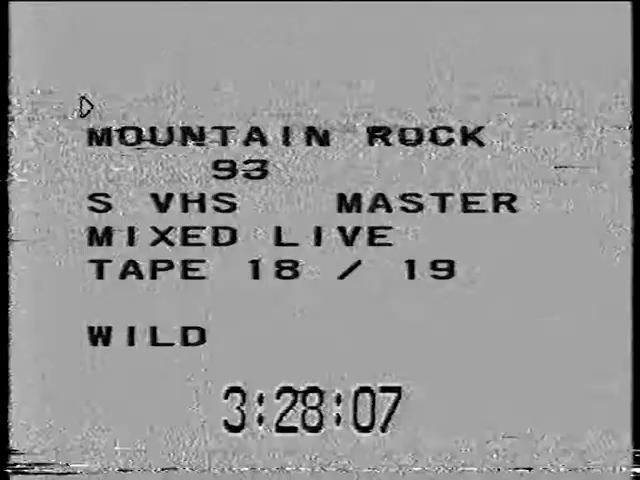 MOUNTAIN ROCK
93
S VHS MASTER
MIXED LIVE
TAPE 18 / 19
WILD
3:28:07